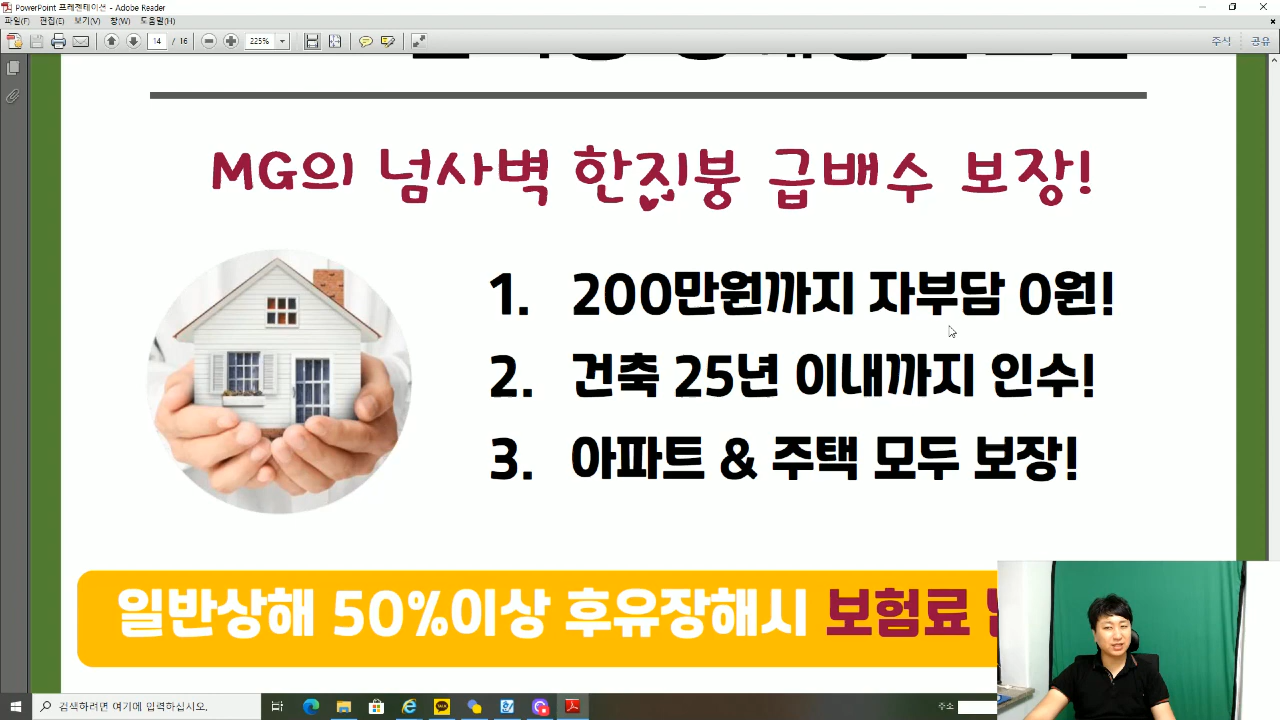 PowerPoint 프레젠테이션 - Adobe Reader
파일(F) 편집(E) 보기(V) 창(W) 도움말(H)
14 / 16 225% 주석 공유
MG의 넘사벽 한진붕 급배수 보장!
1. 200만원까지 자부담 0원!
2. 건축 25년 이내까지 인수!
3. 아파트 & 주택 모두 보장!
일반상해 50%이상 후유장해시 보험료
검색하려면 여기에 입력하십시오. 주소